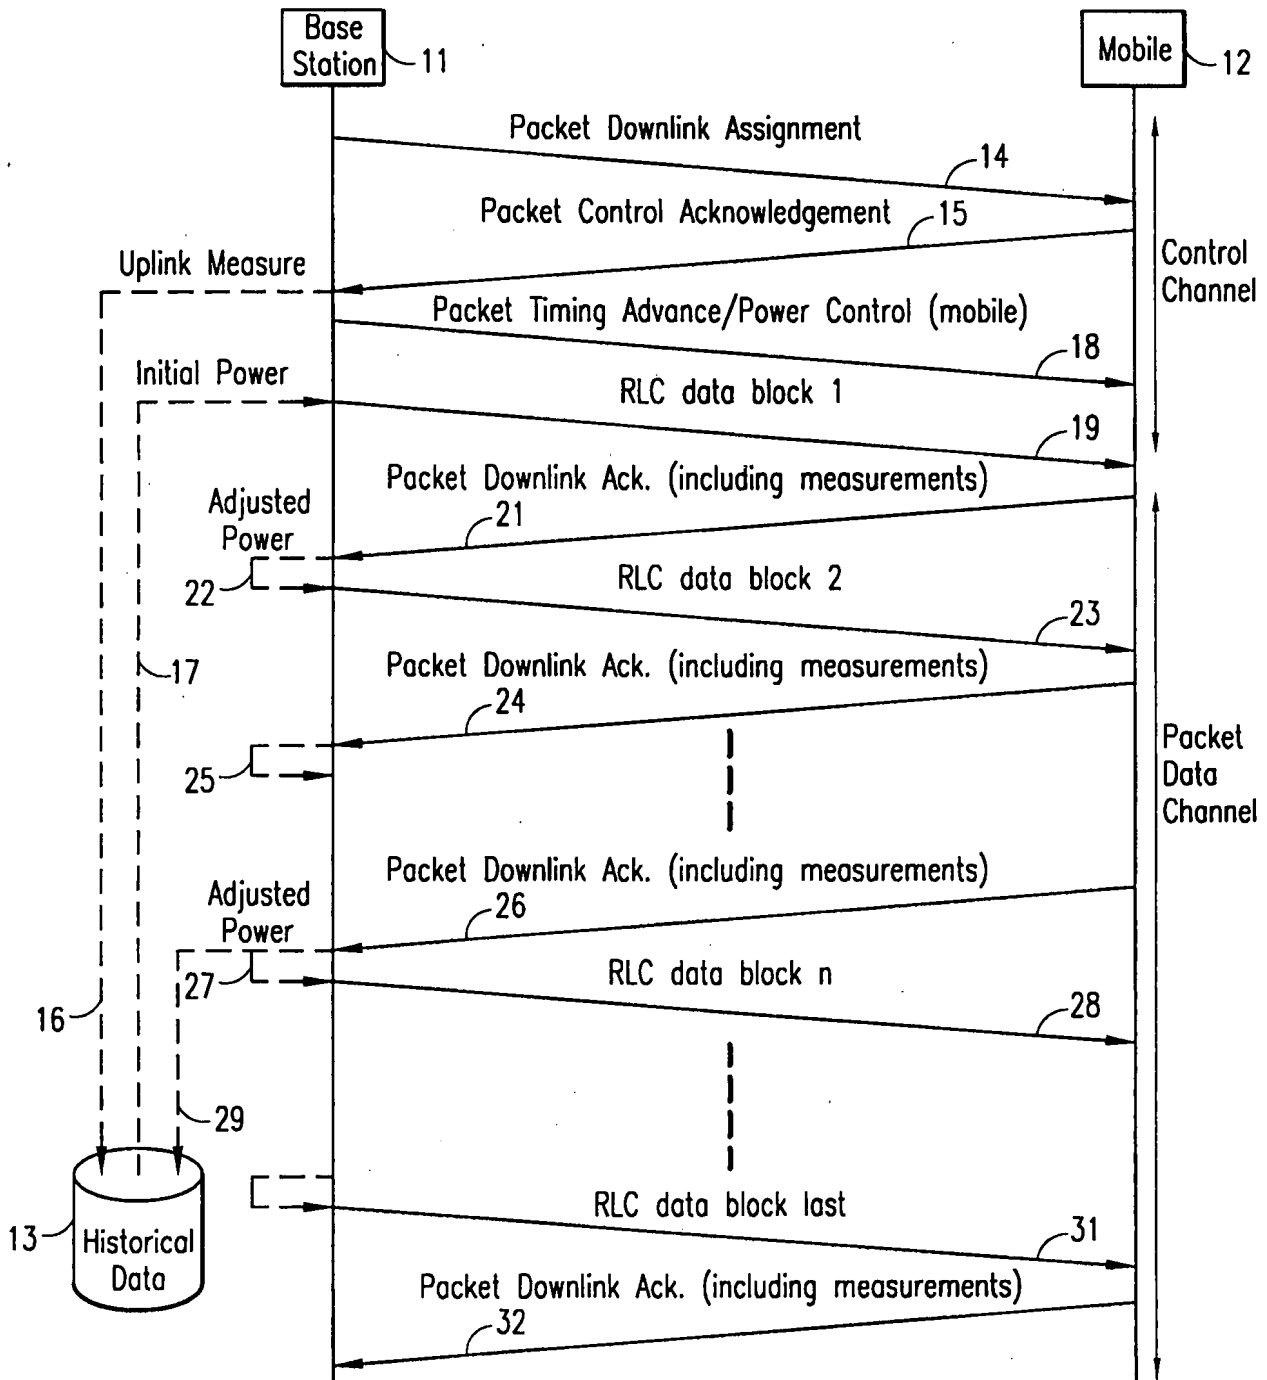 Base
Station
11
Mobile
12
Packet Downlink Assignment
14
Packet Control Acknowledgement
15
Uplink Measure
Control
Channel
Packet Timing Advance/Power Control (mobile)
18
Initial Power
RLC data block 1
19
Packet Downlink Ack. (including measurements)
Adjusted
Power
21
22
RLC data block 2
23
17
Packet Downlink Ack. (including measurements)
24
25
Packet
Data
Channel
Packet Downlink Ack. (including measurements)
Adjusted
Power
26
27
RLC data block n
16
28
29
RLC data block last
13
Historical
Data
31
Packet Downlink Ack. (including measurements)
32